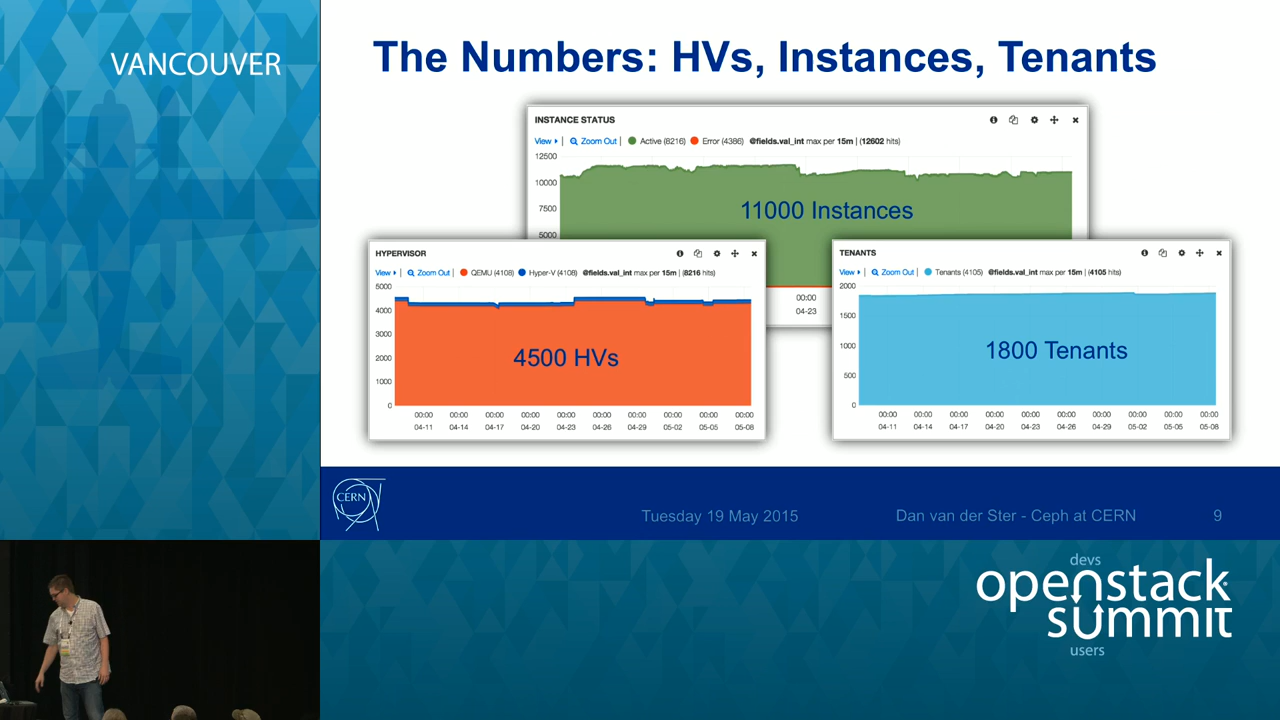 VANCOUVER
The Numbers: HVs, Instances, Tenants
INSTANCE STATUS
View | Zoom Out | Active (8216) Error (4386) @fields.val_int max per 15m | (12602 hits)
12500
10000
7500
5000
11000 Instances
00:00
04-23
HYPERVISOR
View | Zoom Out | QEMU (4108) Hyper-V (4108) @fields.val_int max per 15m | (8216 hits)
5000
4000
3000
2000
1000
0
4500 HVs
00:00 00:00 00:00 00:00 00:00 00:00 00:00 00:00 00:00 00:00
04-11 04-14 04-17 04-20 04-23 04-26 04-29 05-02 05-05 05-08
TENANTS
View | Zoom Out | Tenants (4105) @fields.val_int max per 15m | (4105 hits)
2000
1500
1000
500
0
1800 Tenants
00:00 00:00 00:00 00:00 00:00 00:00 00:00 00:00 00:00 00:00
04-11 04-14 04-17 04-20 04-23 04-26 04-29 05-02 05-05 05-08
CERN
Tuesday 19 May 2015
Dan van der Ster - Ceph at CERN
9
devs
openstack
summit
users